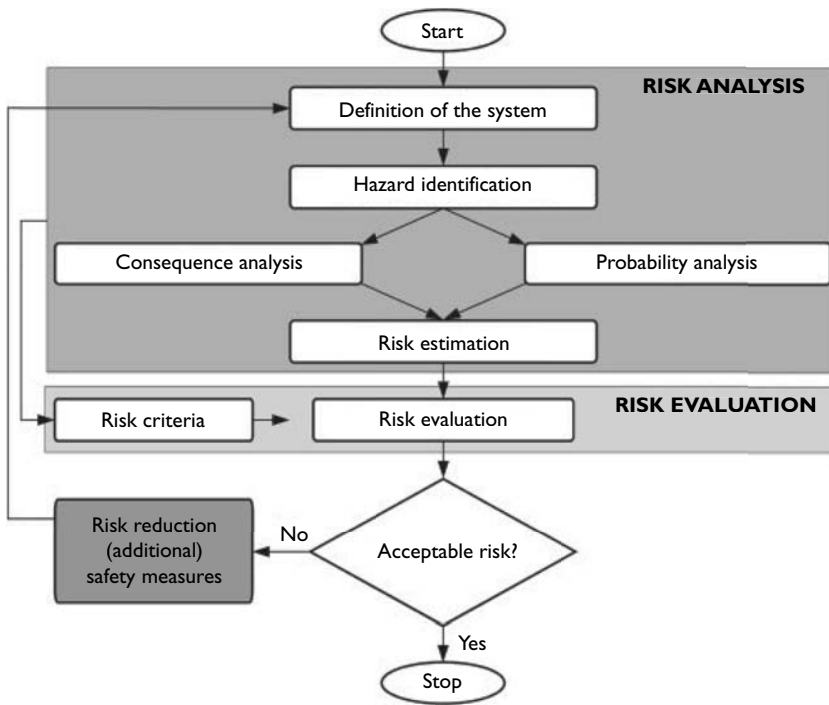 Start
RISK ANALYSIS
Definition of the system
Hazard identification
Consequence analysis
Probability analysis
Risk estimation
RISK EVALUATION
Risk criteria
Risk evaluation
Risk reduction
(additional)
safety measures
No
Acceptable risk?
Yes
Stop